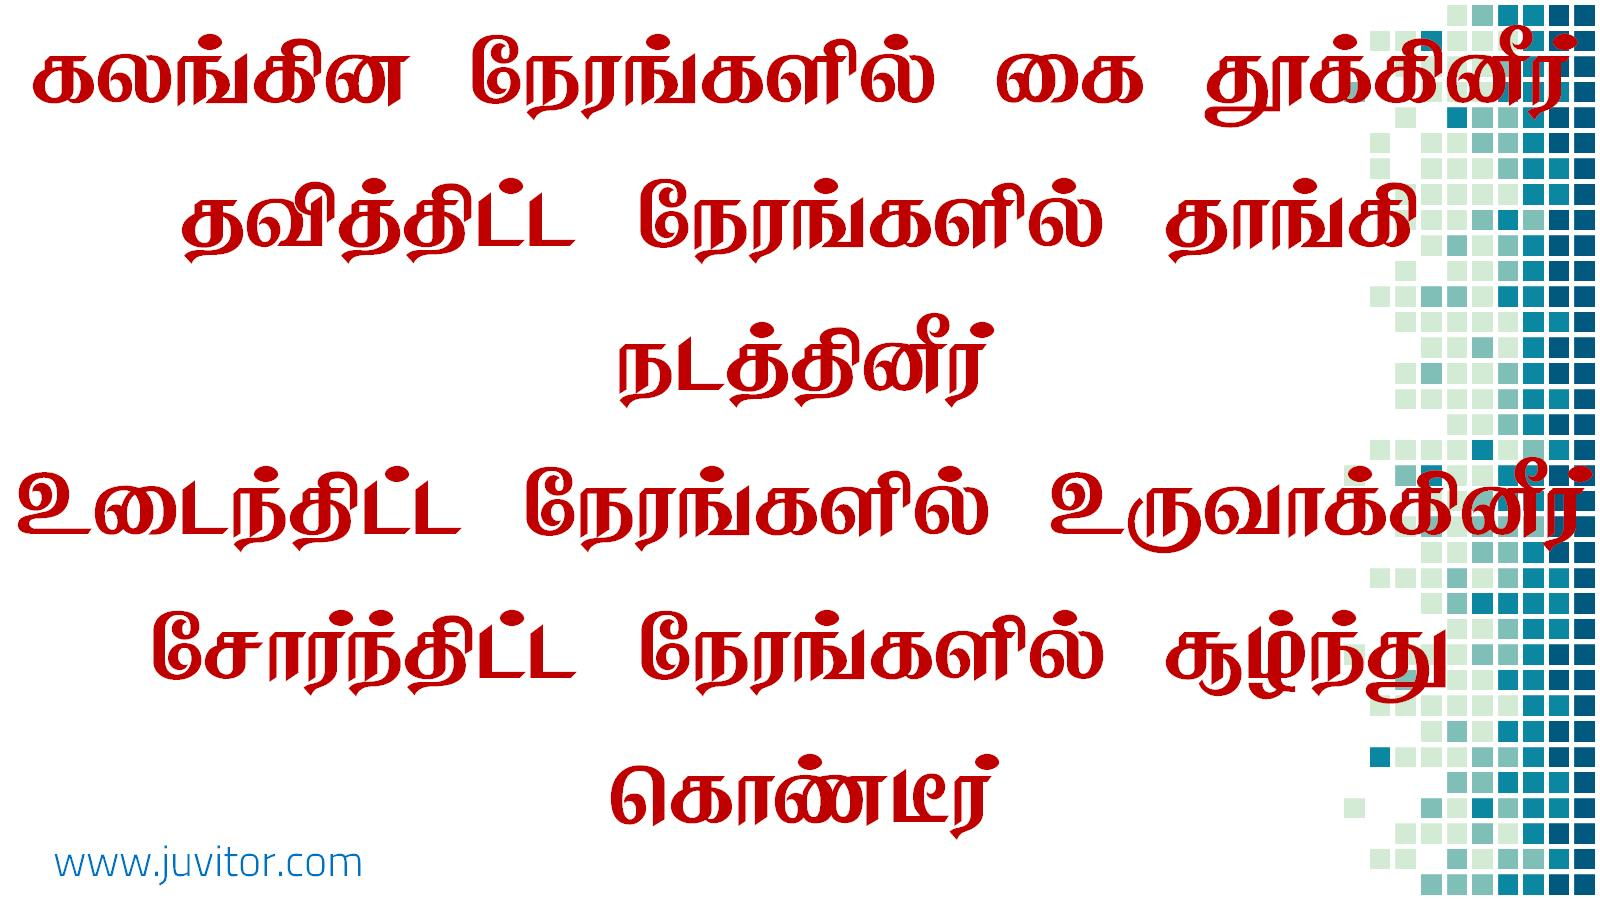 கலங்கின நேரங்களில் கை தூக்கினீர்
தவித்திட்ட நேரங்களில் தாங்கி
நடத்தினீர்
உடைந்திட்ட நேரங்களில் உருவாக்கினீர்
சோர்ந்திட்ட நேரங்களில் சூழ்ந்து
கொண்டீர்
www.juvitor.com